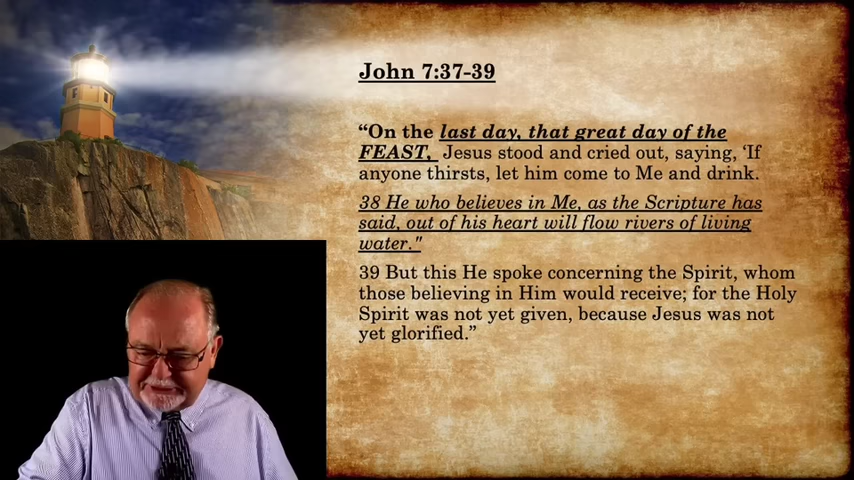 John 7:37-39
“On the last day, that great day of the
FEAST, Jesus stood and cried out, saying, ‘If
anyone thirsts, let him come to Me and drink.
38 He who believes in Me, as the Scripture has
said, out of his heart will flow rivers of living
water."
39 But this He spoke concerning the Spirit, whom
those believing in Him would receive; for the Holy
Spirit was not yet given, because Jesus was not
yet glorified.”